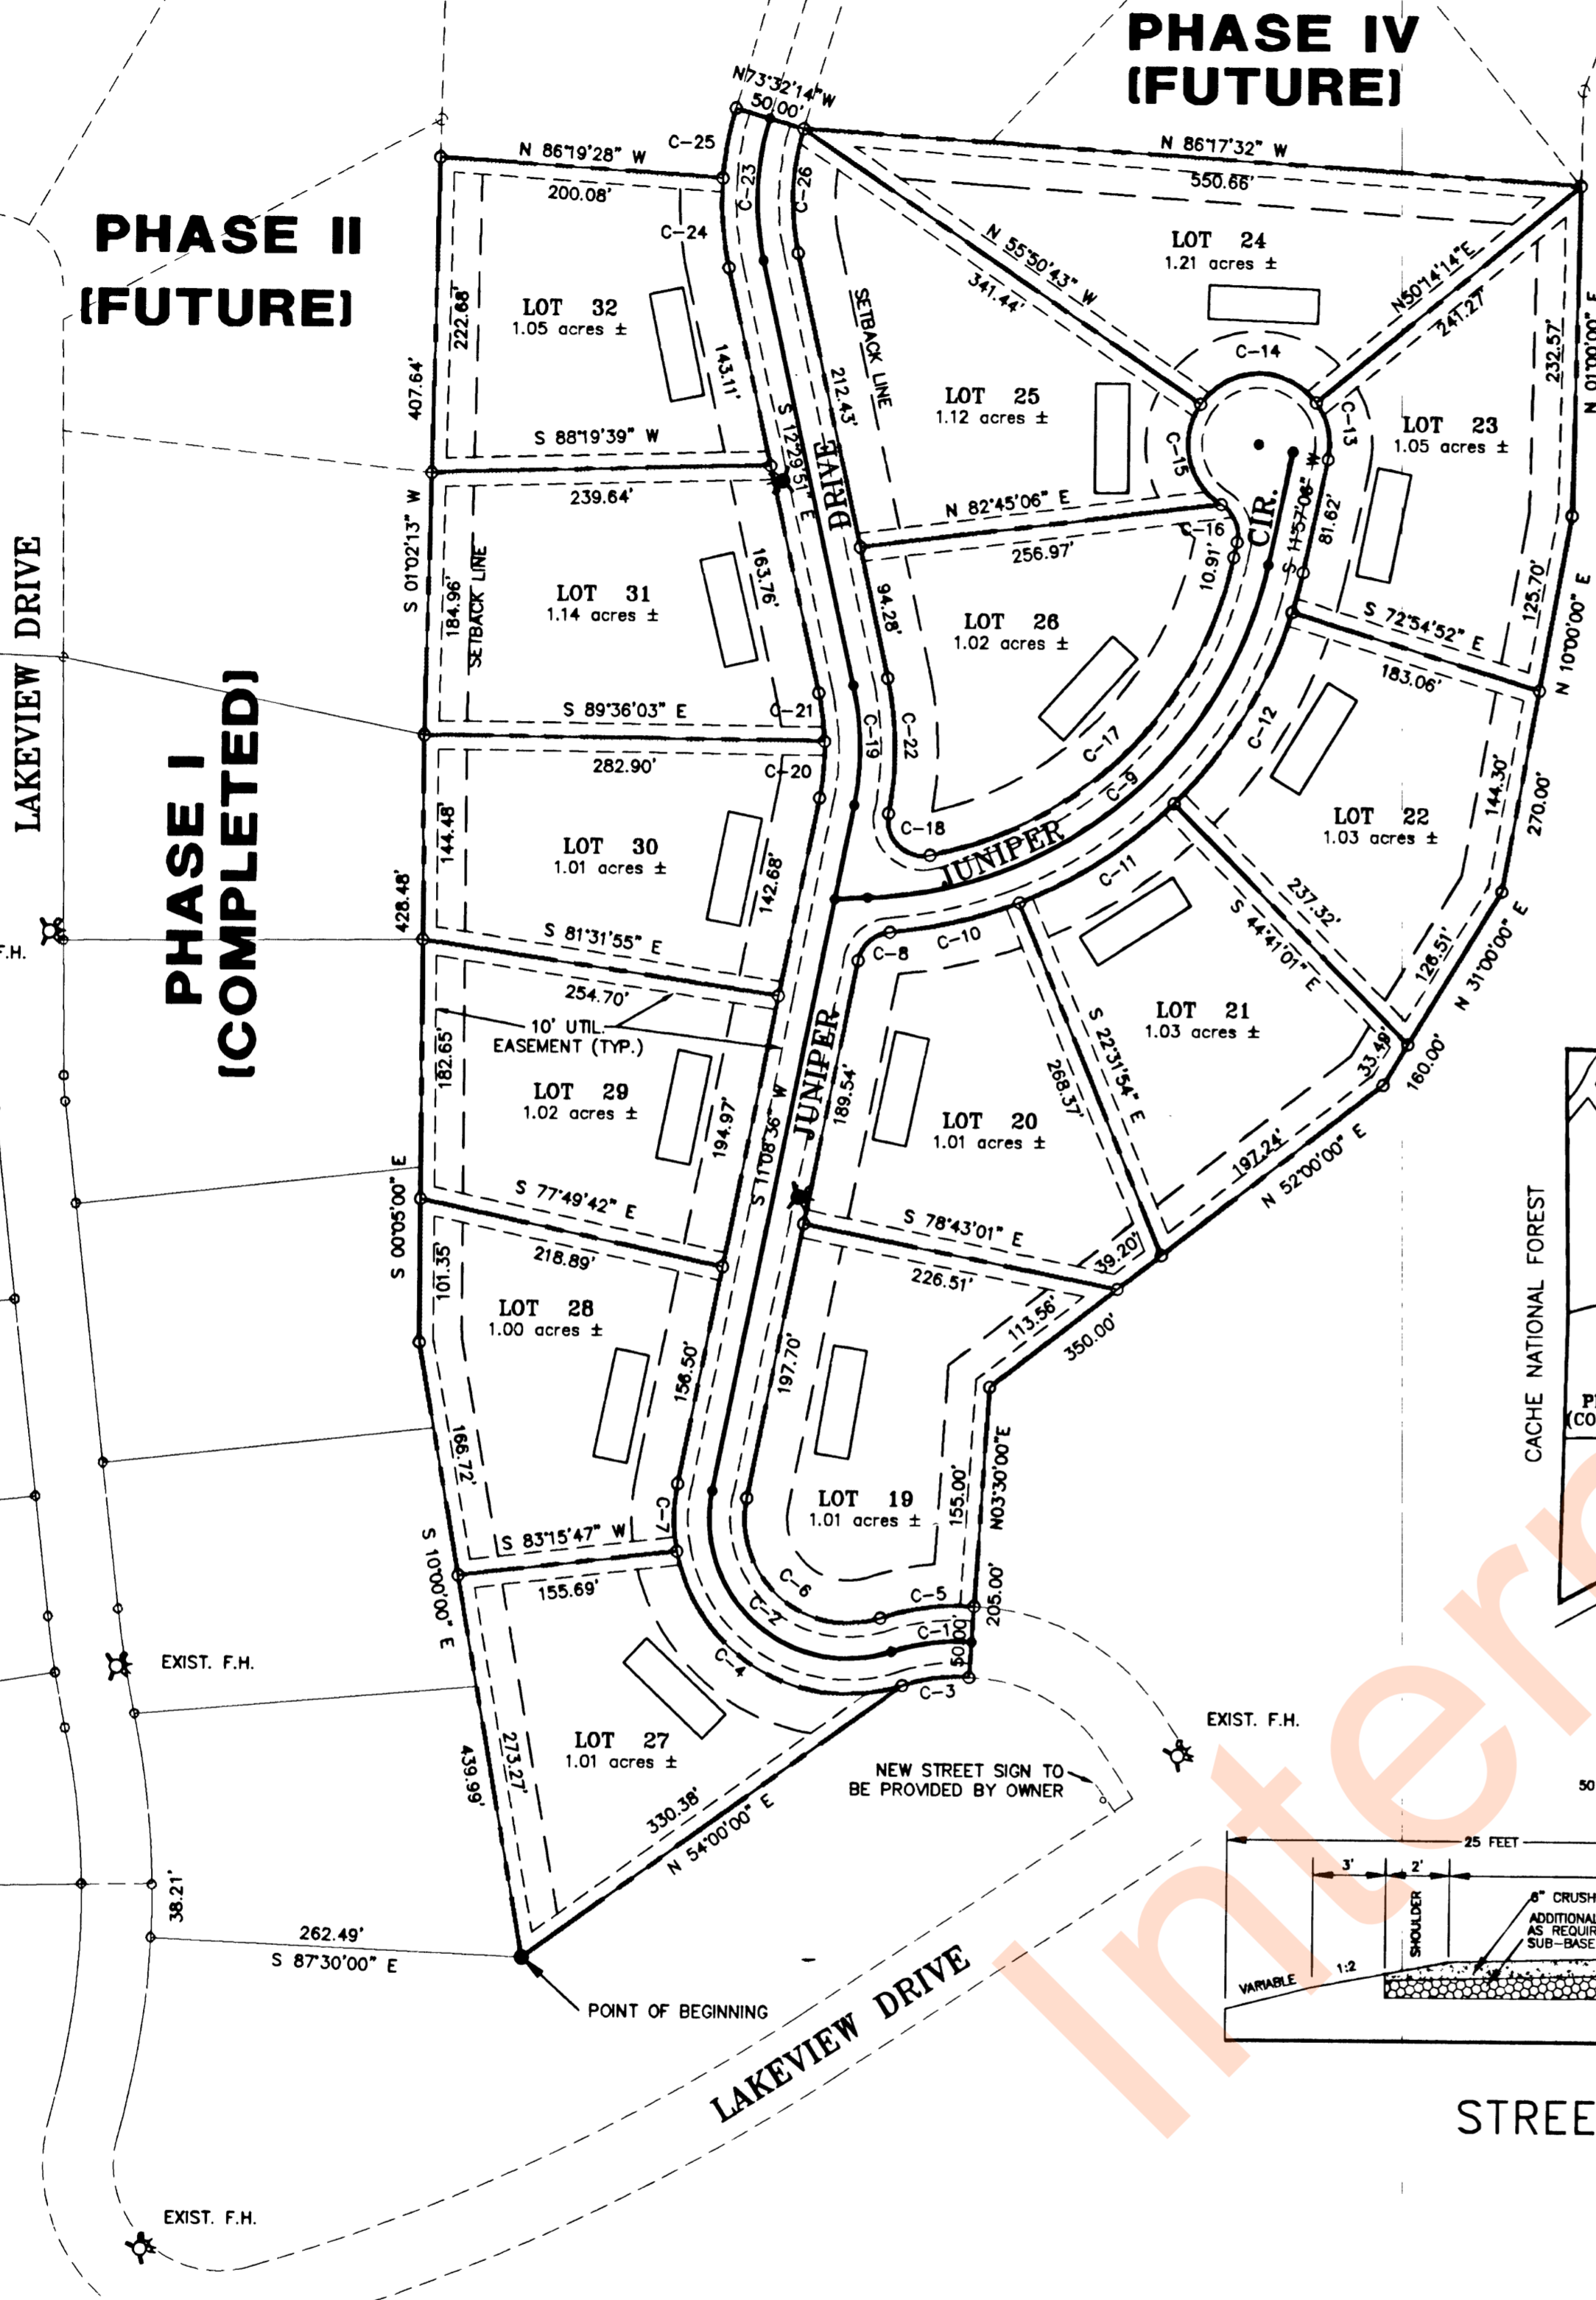 PHASE IV
(FUTURE)
N73°32'14"W
50.00'
C-25
C-23
C-26
C-24
N 86°19'28" W
200.08'
N 86°17'32" W
550.66'
PHASE II
(FUTURE)
LOT 32
1.05 acres ±
222.68'
407.64'
143.11'
SETBACK LINE
212.43'
N 55°50'43" W
341.44'
LOT 24
1.21 acres ±
N50°14'14"E
241.27'
232.57'
C-14
C-13
C-15
LOT 25
1.12 acres ±
LOT 23
1.05 acres ±
S 88°19'39" W
239.64'
S 12°29'51" E
DRIVE
N 82°45'06" E
256.97'
C-16
10.91'
CIR.
S 11°57'06" W
81.62'
S 01°02'13" W
184.96'
SETBACK LINE
LOT 31
1.14 acres ±
163.76'
94.28'
LOT 26
1.02 acres ±
S 72°54'52" E
183.06'
125.70'
N 10°00'00" E
LAKEVIEW DRIVE
PHASE I
(COMPLETED)
S 89°36'03" E
282.90'
C-21
C-20
C-19
C-22
C-17
C-9
C-12
C-18
JUNIPER
LOT 22
1.03 acres ±
144.30'
270.00'
144.48'
428.48'
LOT 30
1.01 acres ±
142.68'
C-11
237.32'
S 44°41'01" E
126.51'
N 31°00'00" E
F.H.
S 81°31'55" E
254.70'
C-8
C-10
10' UTIL.
EASEMENT (TYP.)
182.65'
LOT 29
1.02 acres ±
194.97'
JUNIPER
189.54'
S 11°08'36" W
LOT 20
1.01 acres ±
S 22°31'54" E
268.37'
LOT 21
1.03 acres ±
33.49'
160.00'
197.24'
N 52°00'00" E
S 00°05'00" E
S 77°49'42" E
218.89'
S 78°43'01" E
226.51'
39.20'
113.56'
350.00'
101.35'
LOT 28
1.00 acres ±
156.50'
197.70'
CACHE NATIONAL FOREST
166.72'
C-7
LOT 19
1.01 acres ±
155.00'
N03°30'00"E
S 83°15'47" W
155.69'
S 10°00'00" E
C-6
C-5
C-2
C-1
50.00'
205.00'
C-4
C-3
EXIST. F.H.
LOT 27
1.01 acres ±
273.27'
439.99'
330.38'
N 54°00'00" E
EXIST. F.H.
NEW STREET SIGN TO
BE PROVIDED BY OWNER
38.21'
262.49'
S 87°30'00" E
POINT OF BEGINNING
LAKEVIEW DRIVE
EXIST. F.H.
50
25 FEET
3'
2'
SHOULDER
6" CRUSH
ADDITIONAL
AS REQUIR
SUB-BASE
VARIABLE
1:2
STREE
Intern